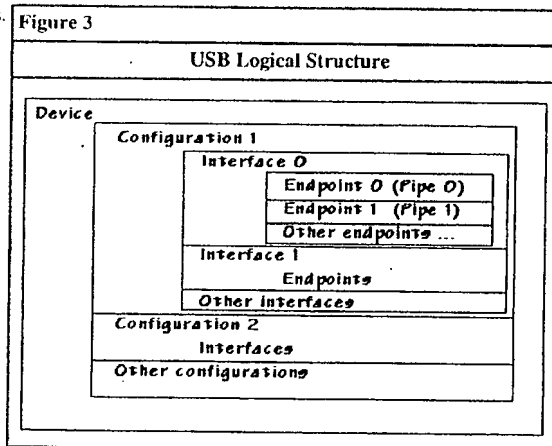 Figure 3
USB Logical Structure
Device
Configuration 1
Interface 0
Endpoint 0 (Pipe 0)
Endpoint 1 (Pipe 1)
Other endpoints ...
Interface 1
Endpoints
Other interfaces
Configuration 2
Interfaces
Other configurations